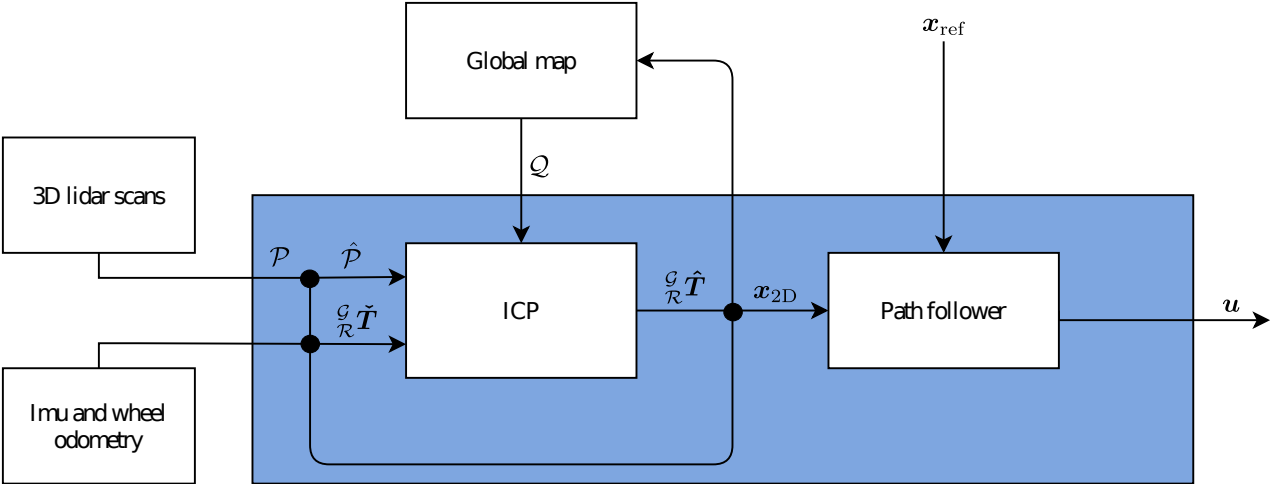 x_ref
Global map
𝒬
3D lidar scans
𝒫
𝒫̂
ICP
𝒢
ℛ T̂
x_2D
Path follower
u
𝒢
ℛ Ť
Imu and wheel
odometry